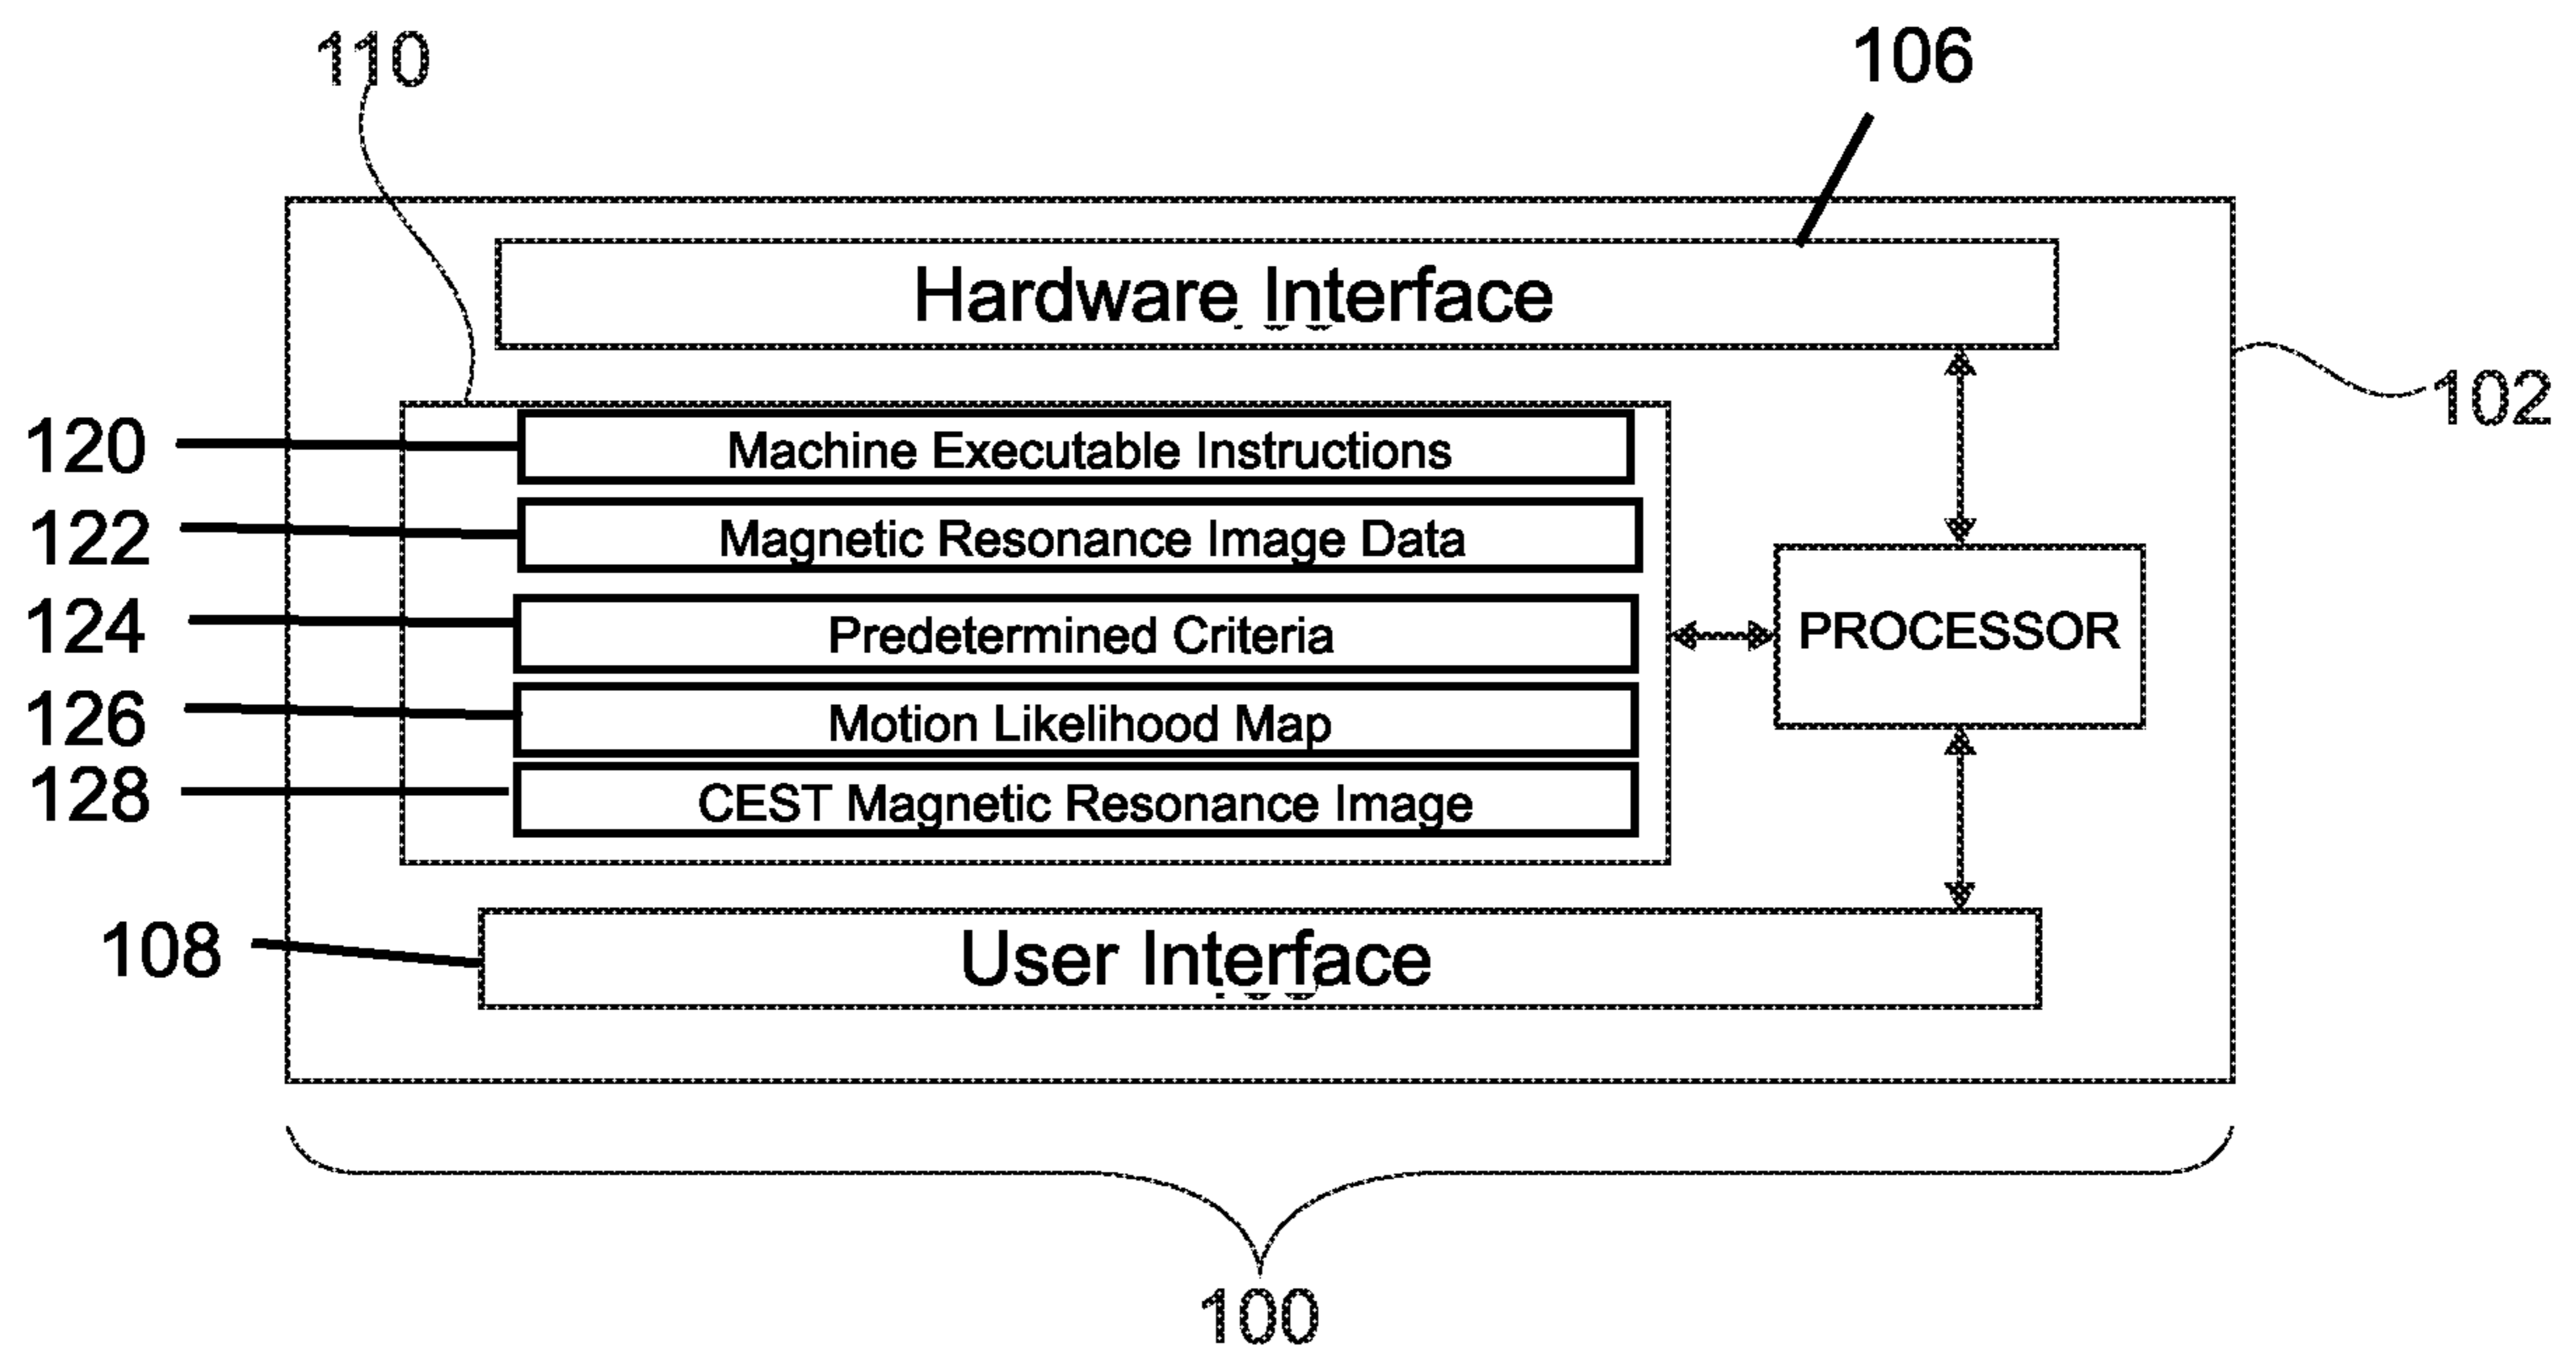 110
106
Hardware Interface
102
120
Machine Executable Instructions
122
Magnetic Resonance Image Data
124
Predetermined Criteria
PROCESSOR
126
Motion Likelihood Map
128
CEST Magnetic Resonance Image
108
User Interface
100